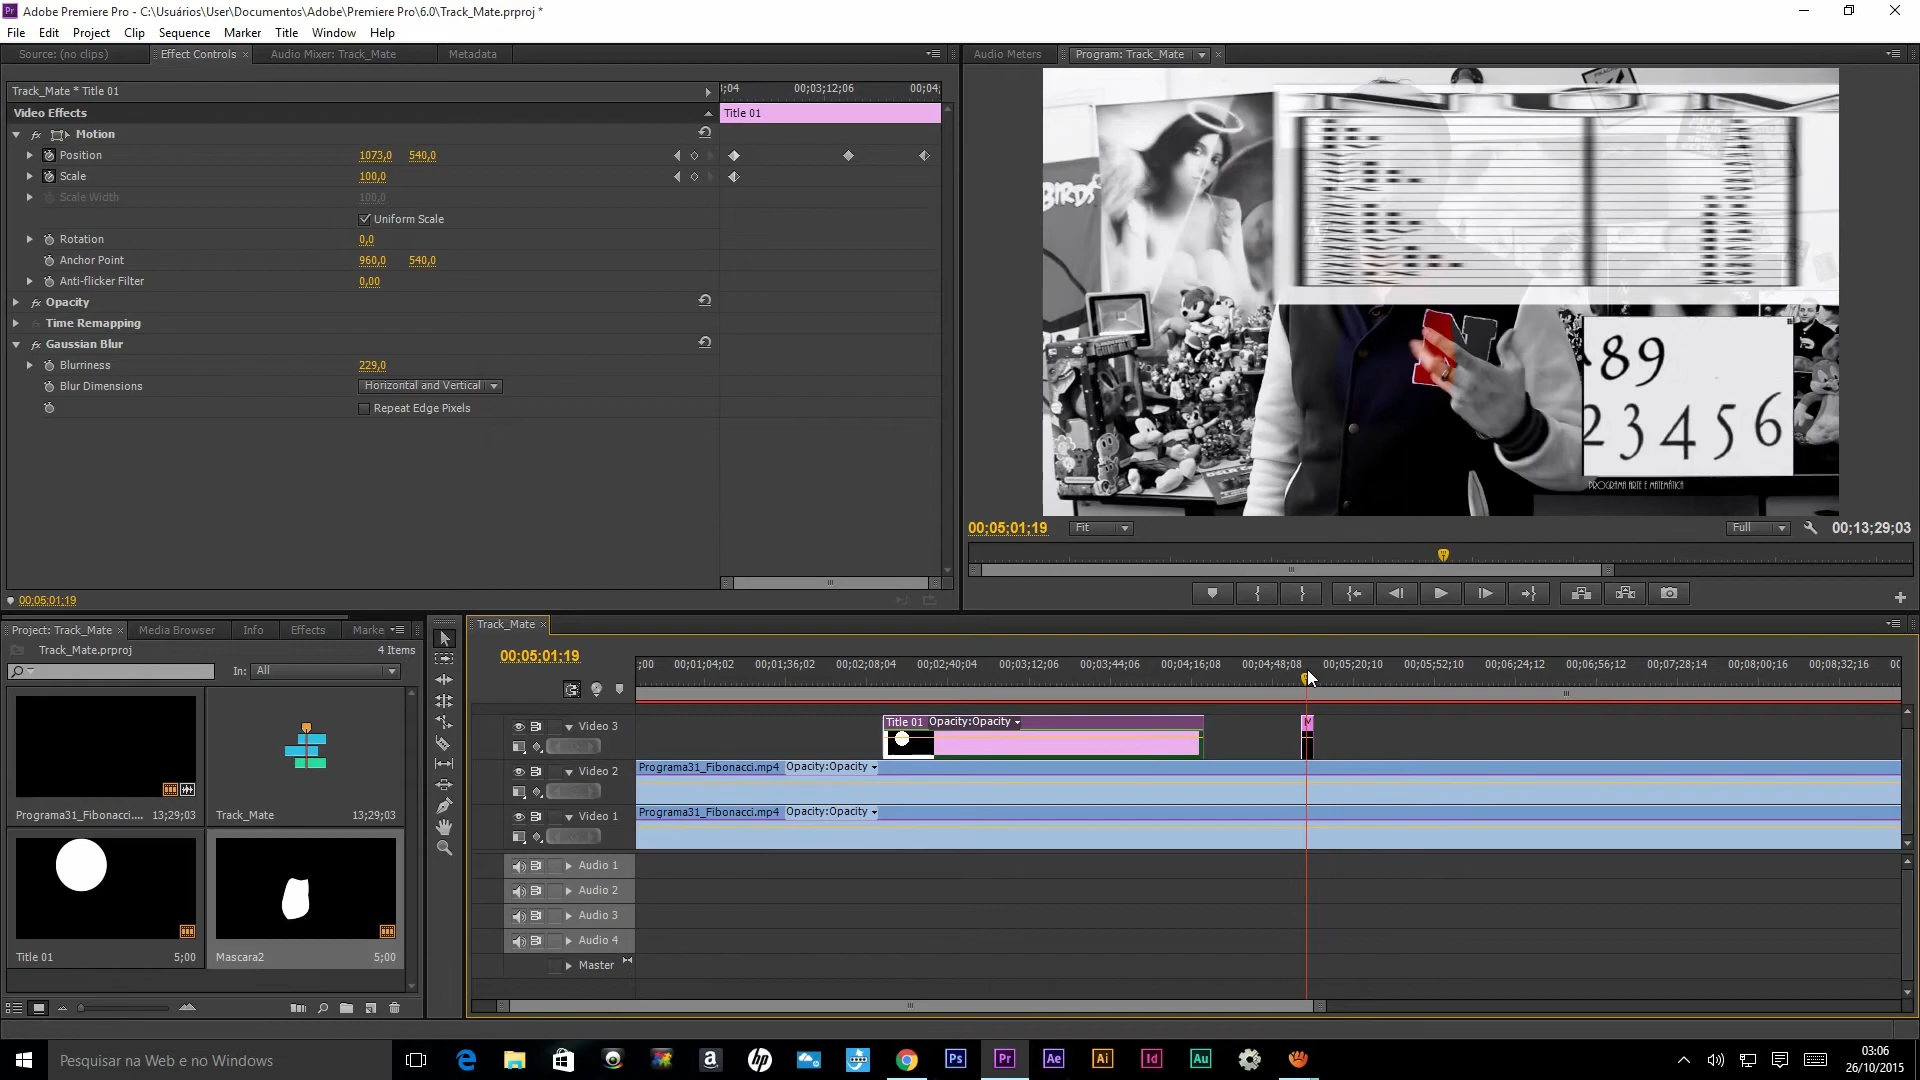 Adobe Premiere Pro - C:\Usuários\User\Documentos\Adobe\Premiere Pro\6.0\Track_Mate.prproj *
File Edit Project Clip Sequence Marker Title Window Help
Source: (no clips) Effect Controls Audio Mixer: Track_Mate Metadata
Audio Meters Program: Track_Mate
Track_Mate * Title 01
;04 00;03;12;06 00;04;
Video Effects
Title 01
Motion
Position 1073,0 540,0
Scale 100,0
Scale Width 100,0
Uniform Scale
Rotation 0,0
Anchor Point 960,0 540,0
Anti-flicker Filter 0,00
Opacity
Time Remapping
Gaussian Blur
Blurriness 229,0
Blur Dimensions Horizontal and Vertical
Repeat Edge Pixels
00;05;01;19
BIRDS
89
23456
PROGRAMA ARTE E MATEMÁTICA
00;05;01;19 Fit Full 00;13;29;03
Project: Track_Mate Media Browser Info Effects Marke
Track_Mate.prproj 4 Items
In: All
Programa31_Fibonacci.... 13;29;03
Track_Mate 13;29;03
Title 01 5;00
Mascara2 5;00
Track_Mate
00;05;01;19
;00 00;01;04;02 00;01;36;02 00;02;08;04 00;02;40;04 00;03;12;06 00;03;44;06 00;04;16;08 00;04;48;08 00;05;20;10 00;05;52;10 00;06;24;12 00;06;56;12 00;07;28;14 00;08;00;16 00;08;32;16 00
Video 3 Title 01 Opacity:Opacity
Video 2 Programa31_Fibonacci.mp4 Opacity:Opacity
Video 1 Programa31_Fibonacci.mp4 Opacity:Opacity
Audio 1
Audio 2
Audio 3
Audio 4
Master
Pesquisar na Web e no Windows
hp Ps Pr Ae Ai Id Au
03:06
26/10/2015